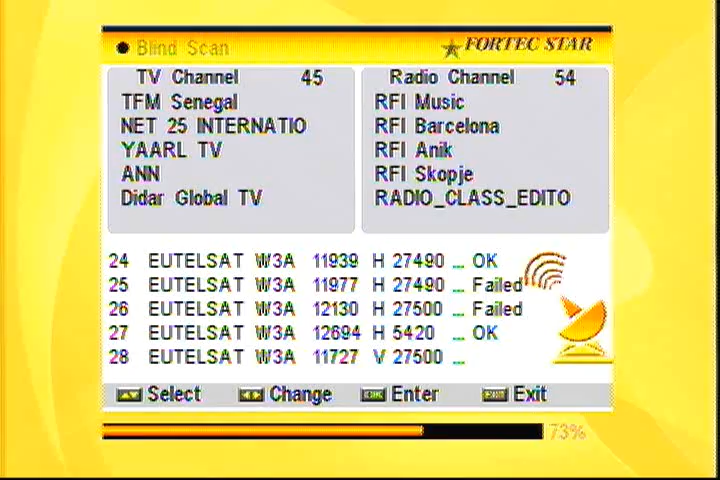 Blind Scan
FORTEC STAR
TV Channel 45
TFM Senegal
NET 25 INTERNATIO
YAARL TV
ANN
Didar Global TV
Radio Channel 54
RFI Music
RFI Barcelona
RFI Anik
RFI Skopje
RADIO_CLASS_EDITO
24 EUTELSAT W3A 11939 H 27490 ... OK
25 EUTELSAT W3A 11977 H 27490 ... Failed
26 EUTELSAT W3A 12130 H 27500 ... Failed
27 EUTELSAT W3A 12694 H 5420 ... OK
28 EUTELSAT W3A 11727 V 27500 ...
Select Change OK Enter EXIT Exit
73%